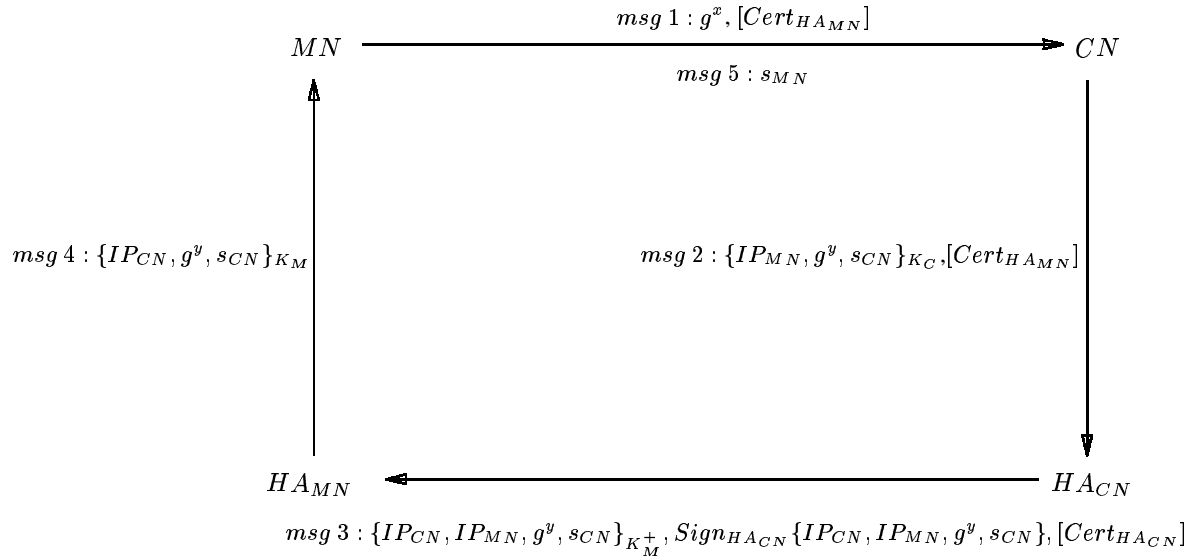 msg 1 : g^x, [Cert_{HA_{MN}}]
MN
CN
msg 5 : s_{MN}
msg 4 : {IP_{CN}, g^y, s_{CN}}_{K_M}
msg 2 : {IP_{MN}, g^y, s_{CN}}_{K_C},[Cert_{HA_{MN}}]
HA_{MN}
HA_{CN}
msg 3 : {IP_{CN}, IP_{MN}, g^y, s_{CN}}_{K_M^+}, Sign_{HA_{CN}}{IP_{CN}, IP_{MN}, g^y, s_{CN}}, [Cert_{HA_{CN}}]